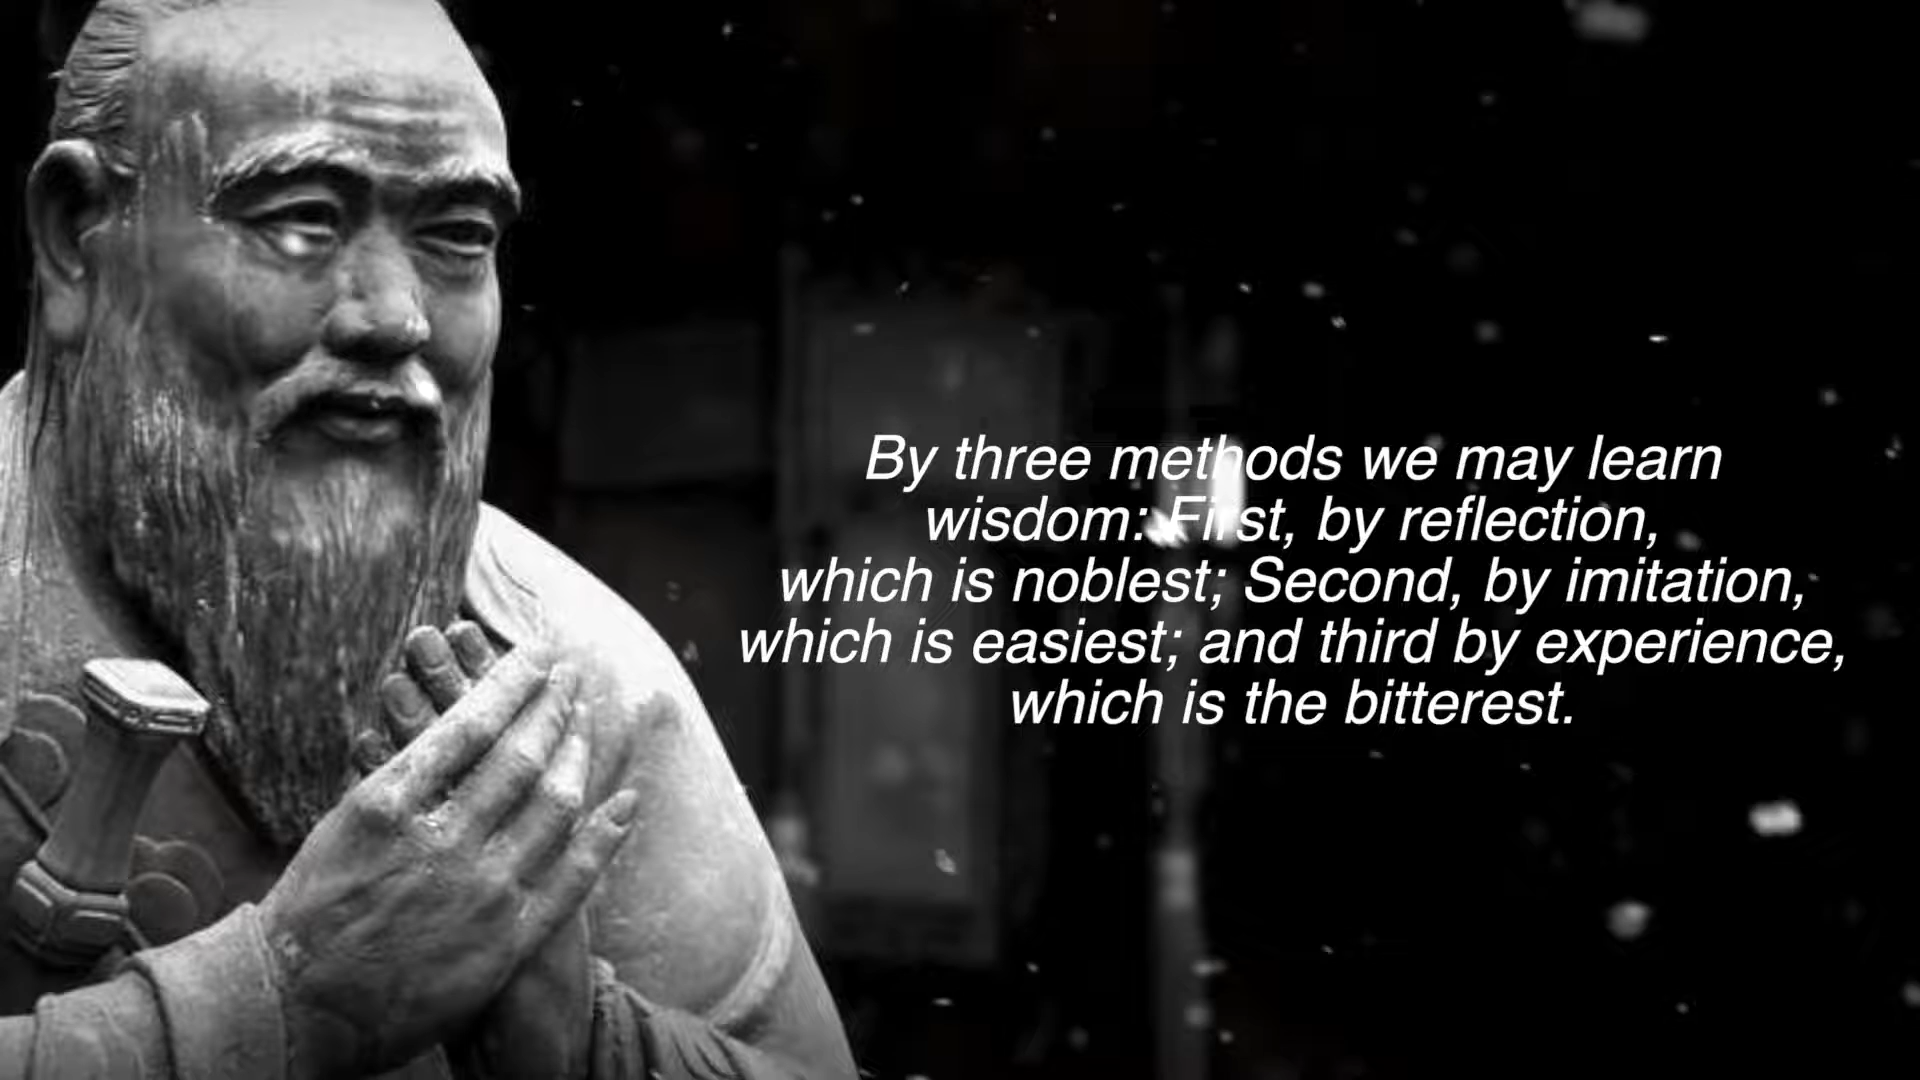 By three methods we may learn
wisdom: First, by reflection,
which is noblest; Second, by imitation,
which is easiest; and third by experience,
which is the bitterest.